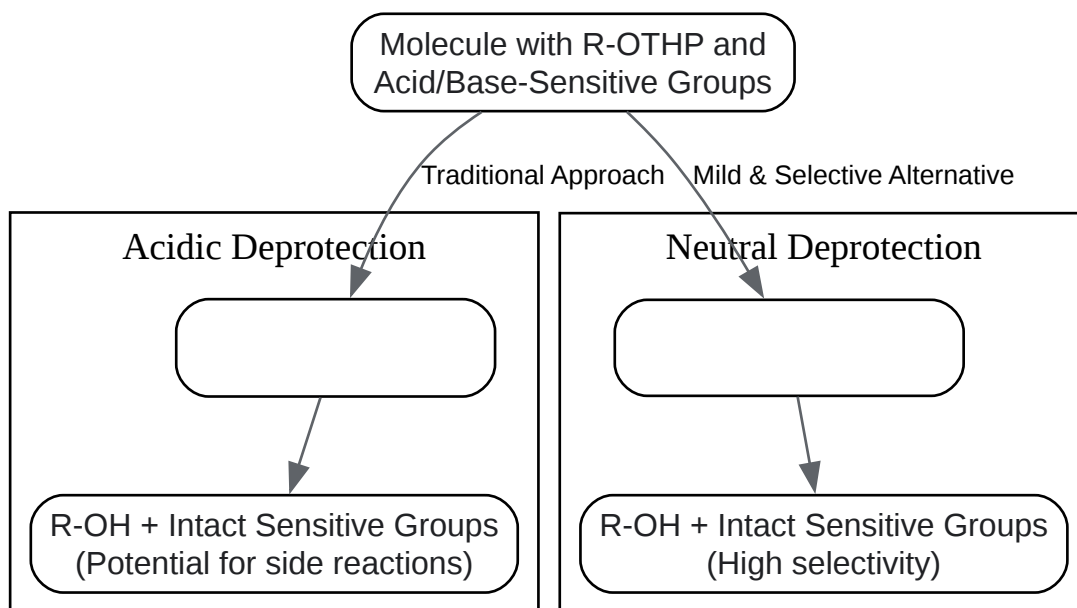 Molecule with R-OTHP and
Acid/Base-Sensitive Groups
Traditional Approach
Mild & Selective Alternative
Acidic Deprotection
Neutral Deprotection
R-OH + Intact Sensitive Groups
(Potential for side reactions)
R-OH + Intact Sensitive Groups
(High selectivity)